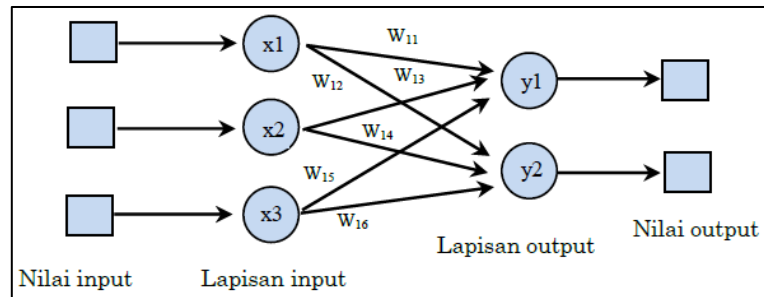 x1
W₁₁
W₁₂
W₁₃
y1
x2
W₁₄
y2
W₁₅
x3
W₁₆
Nilai input
Lapisan input
Lapisan output
Nilai output